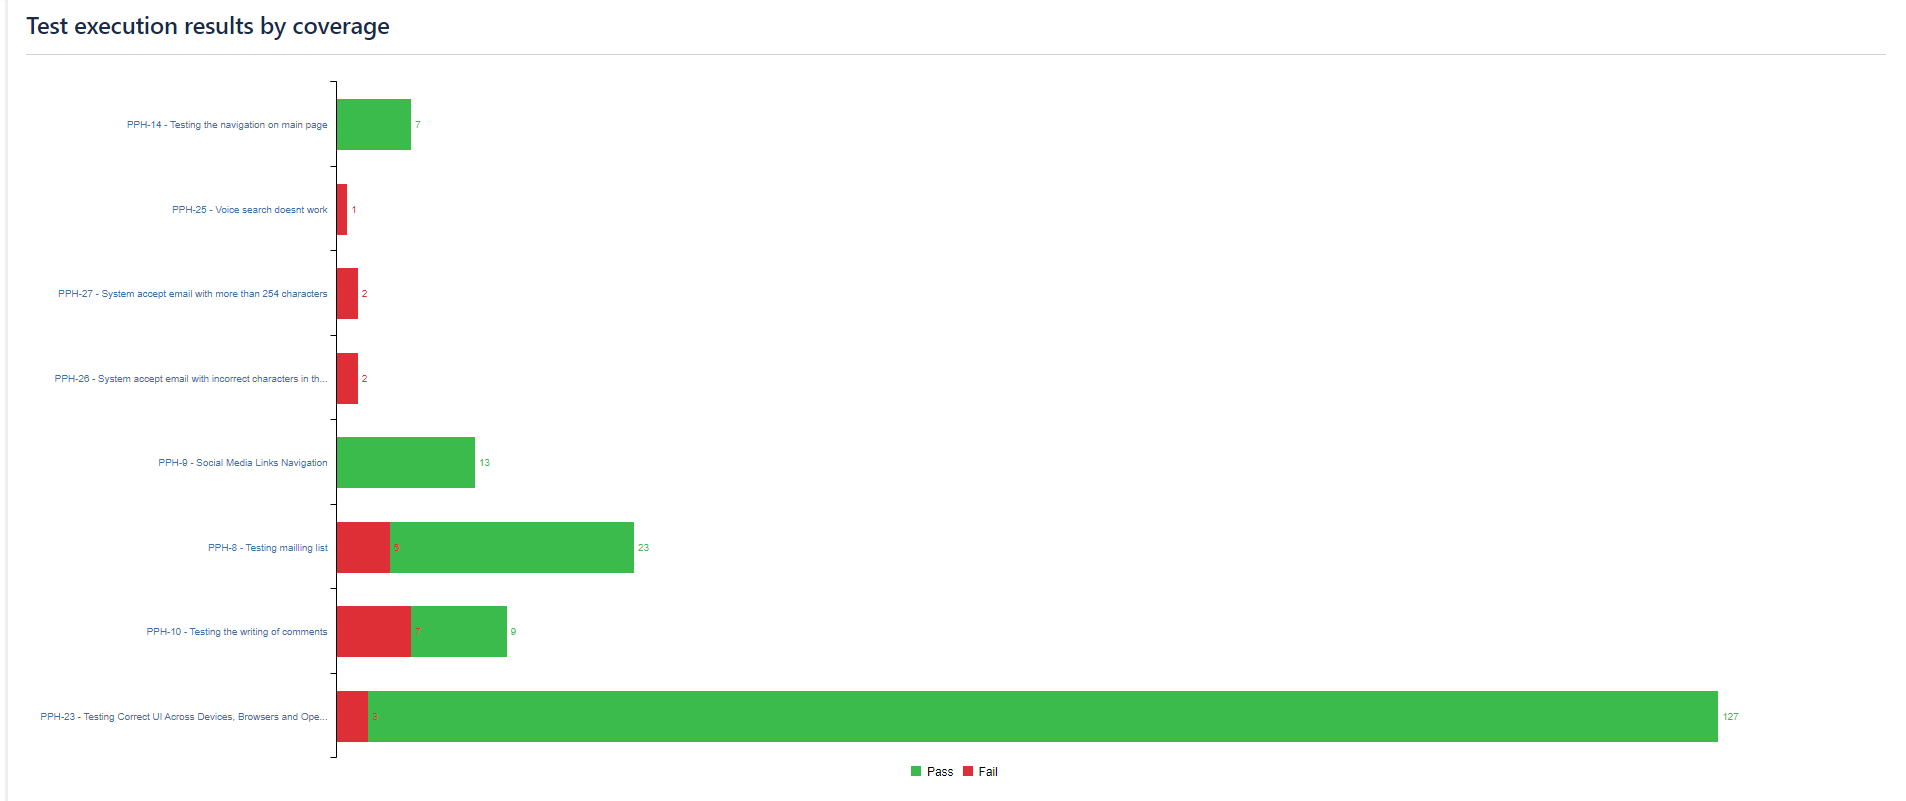 Test execution results by coverage
PPH-14 - Testing the navigation on main page
7
PPH-25 - Voice search doesnt work
1
PPH-27 - System accept email with more than 254 characters
2
PPH-26 - System accept email with incorrect characters in th...
2
PPH-9 - Social Media Links Navigation
13
PPH-8 - Testing mailling list
5
23
PPH-10 - Testing the writing of comments
7
9
PPH-23 - Testing Correct UI Across Devices, Browsers and Ope...
3
127
Pass
Fail